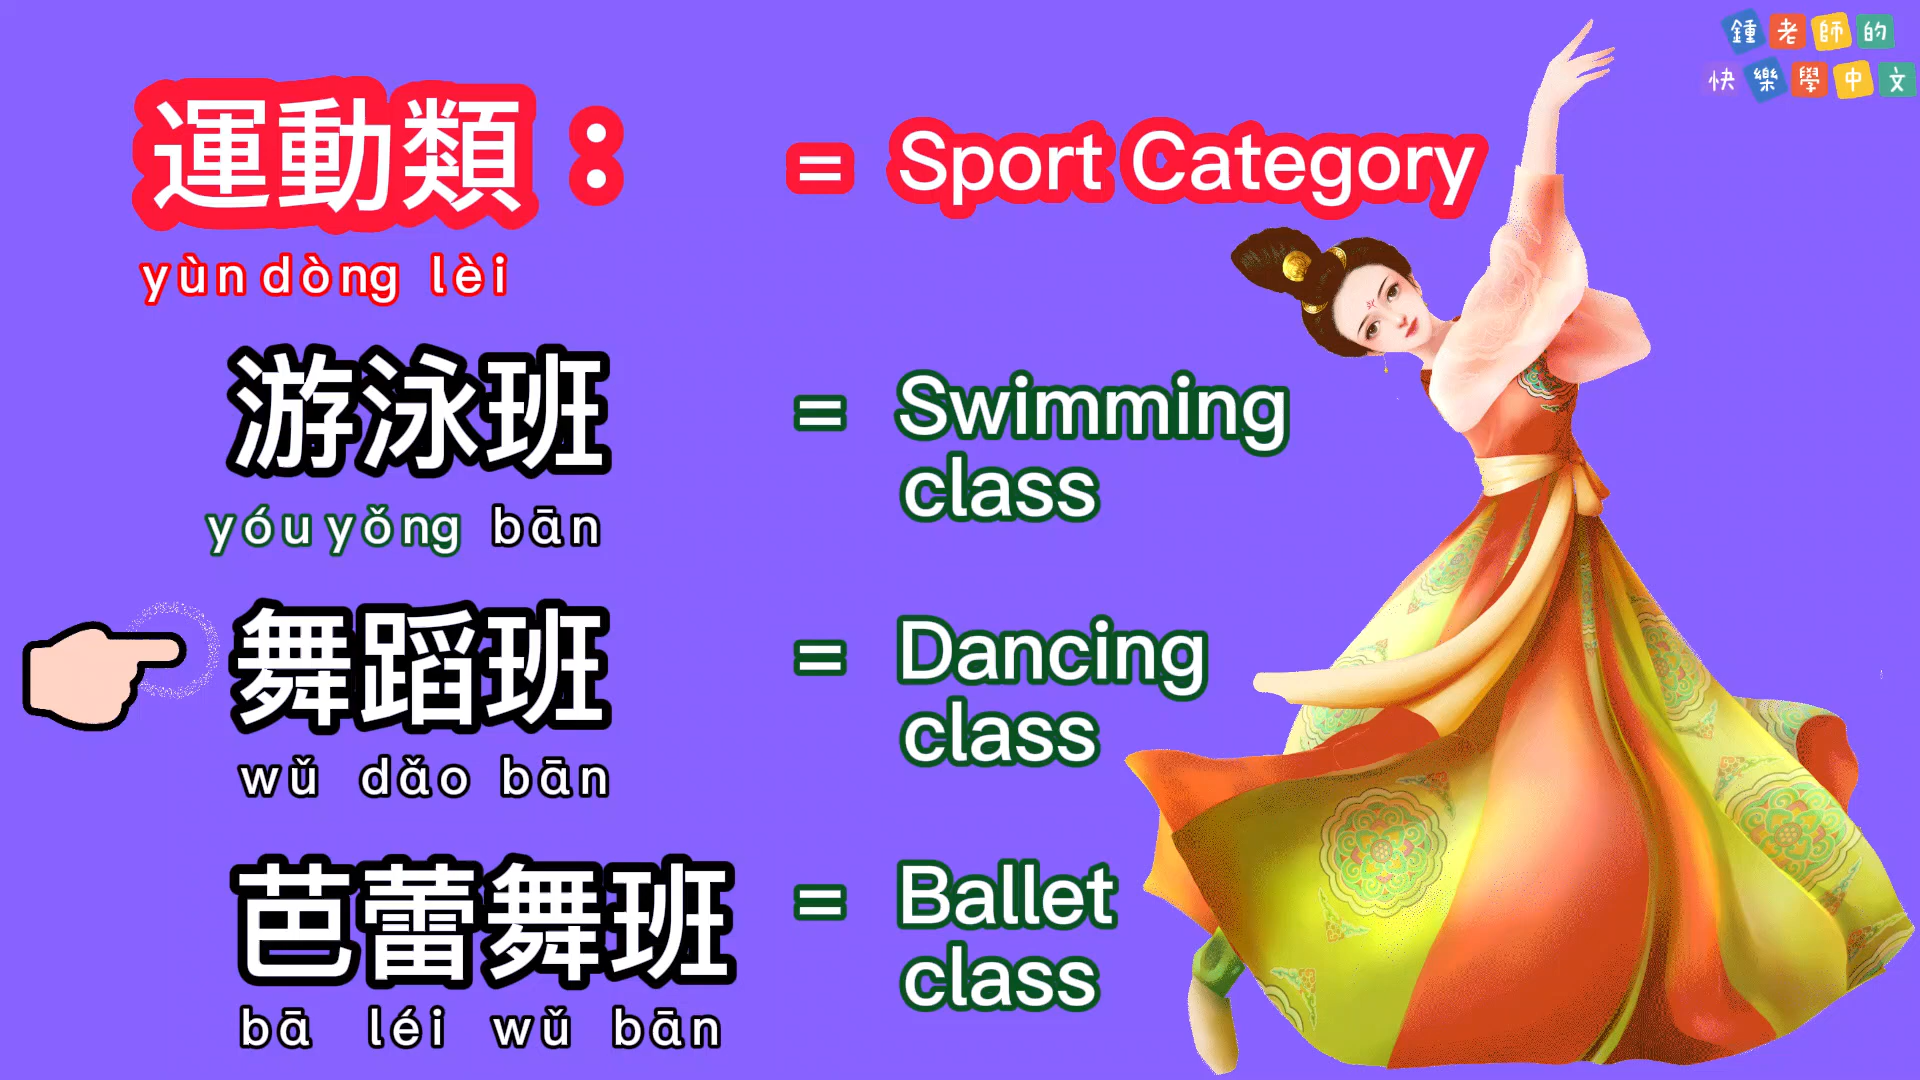 鍾老師的
快樂學中文
運動類： = Sport Category
yùn dòng lèi
游泳班 = Swimming
class
yóu yǒng bān
舞蹈班 = Dancing
class
wǔ dǎo bān
芭蕾舞班 = Ballet
class
bā léi wǔ bān